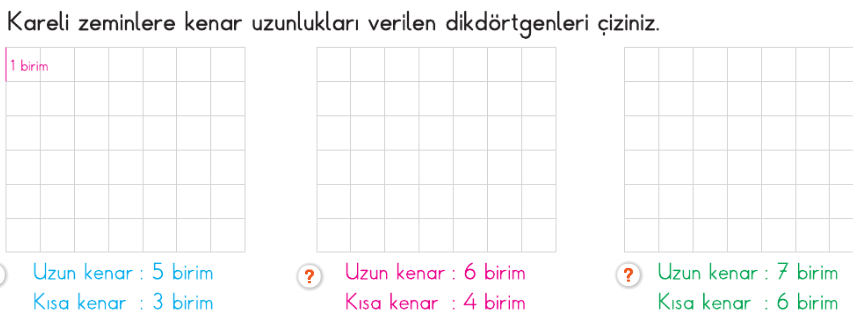 Kareli zeminlere kenar uzunlukları verilen dikdörtgenleri çiziniz.
1 birim
Uzun kenar : 5 birim
Kısa kenar : 3 birim
? Uzun kenar : 6 birim
Kısa kenar : 4 birim
? Uzun kenar : 7 birim
Kısa kenar : 6 birim